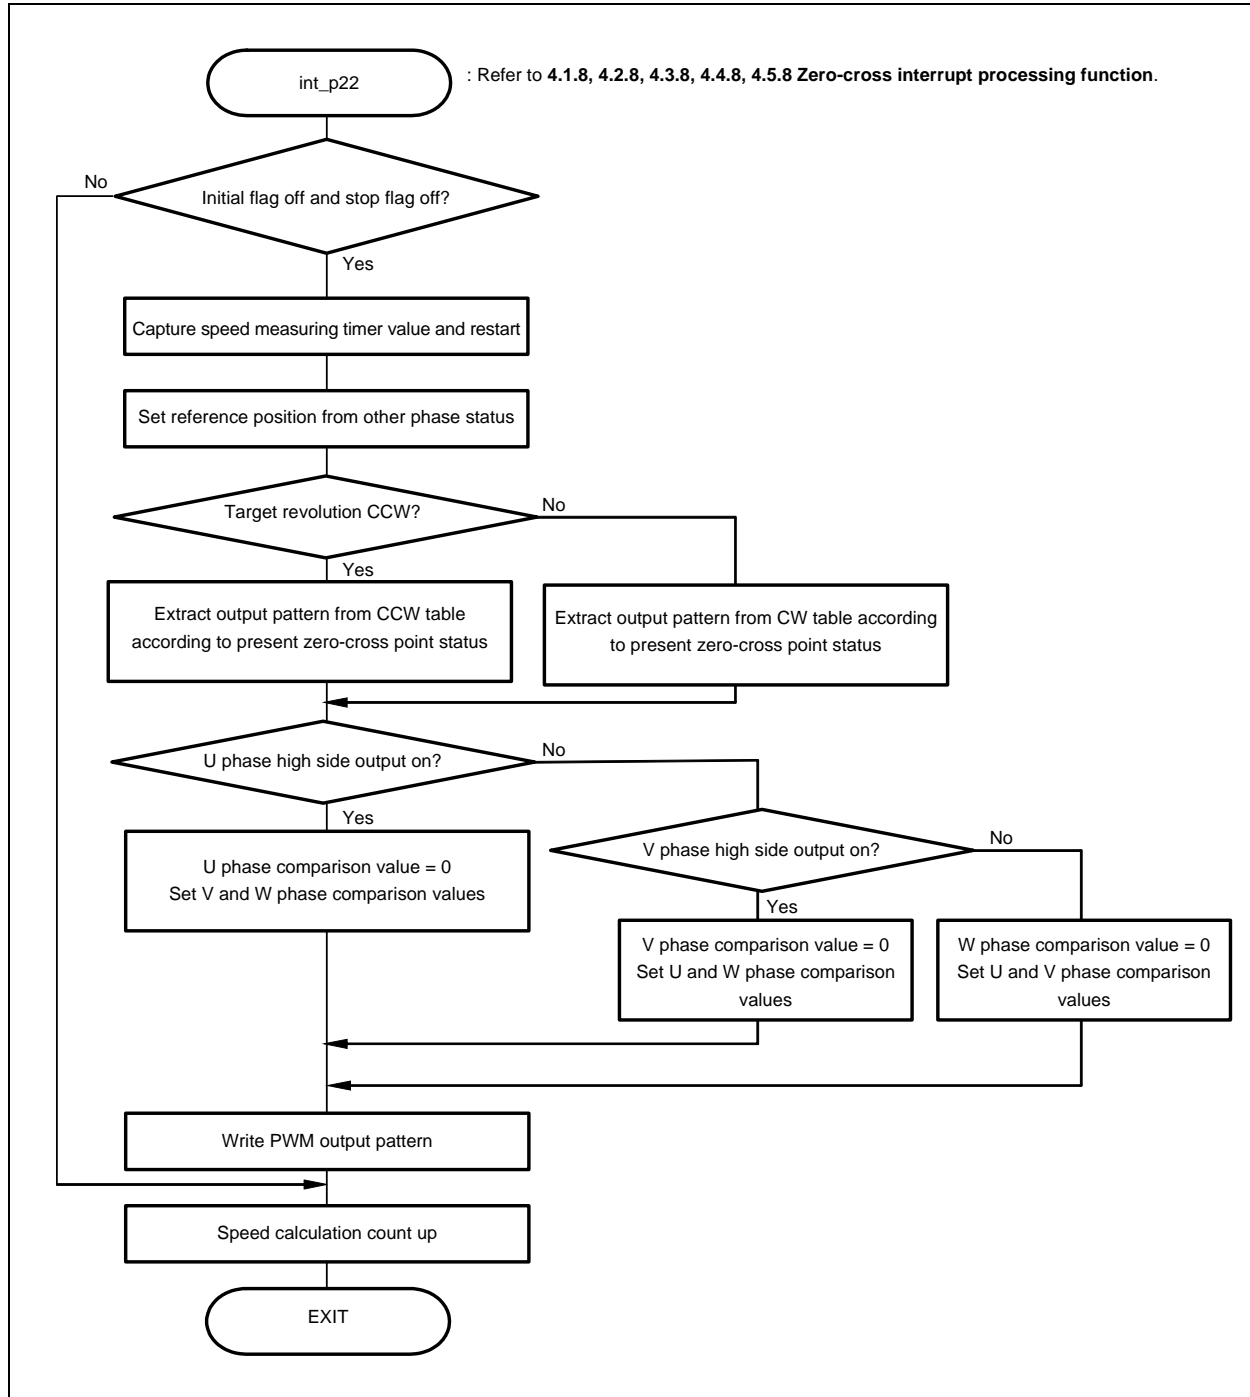 int_p22
: Refer to 4.1.8, 4.2.8, 4.3.8, 4.4.8, 4.5.8 Zero-cross interrupt processing function.
No
Initial flag off and stop flag off?
Yes
Capture speed measuring timer value and restart
Set reference position from other phase status
Target revolution CCW?
No
Yes
Extract output pattern from CCW table
according to present zero-cross point status
Extract output pattern from CW table according
to present zero-cross point status
U phase high side output on?
No
Yes
U phase comparison value = 0
Set V and W phase comparison values
V phase high side output on?
No
Yes
V phase comparison value = 0
Set U and W phase comparison
values
W phase comparison value = 0
Set U and V phase comparison
values
Write PWM output pattern
Speed calculation count up
EXIT